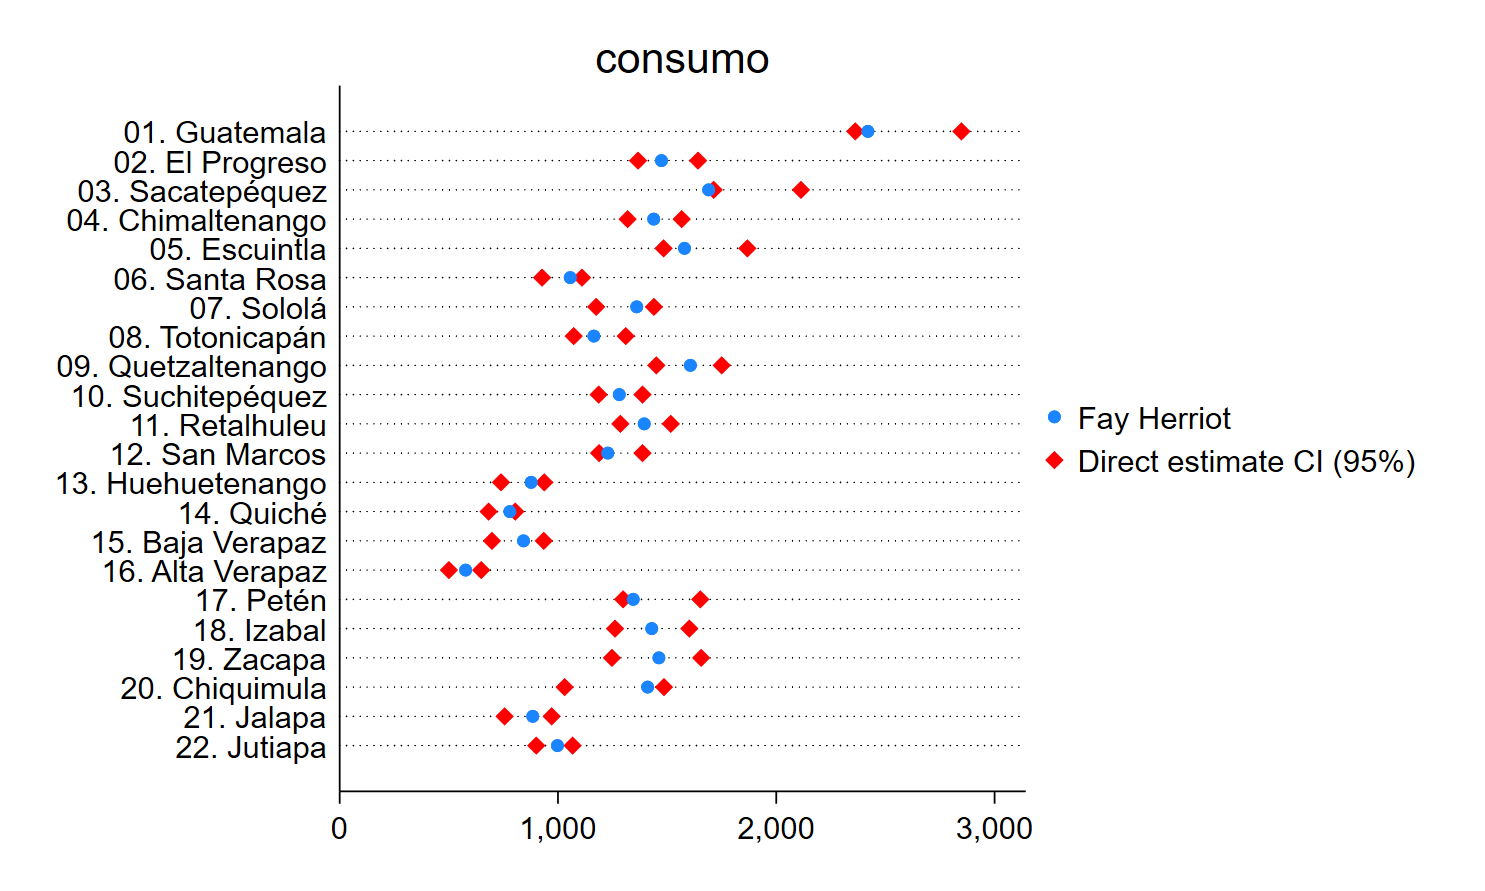 consumo
01. Guatemala
02. El Progreso
03. Sacatepéquez
04. Chimaltenango
05. Escuintla
06. Santa Rosa
07. Sololá
08. Totonicapán
09. Quetzaltenango
10. Suchitepéquez
11. Retalhuleu
12. San Marcos
13. Huehuetenango
14. Quiché
15. Baja Verapaz
16. Alta Verapaz
17. Petén
18. Izabal
19. Zacapa
20. Chiquimula
21. Jalapa
22. Jutiapa
0 1,000 2,000 3,000
Fay Herriot
Direct estimate CI (95%)